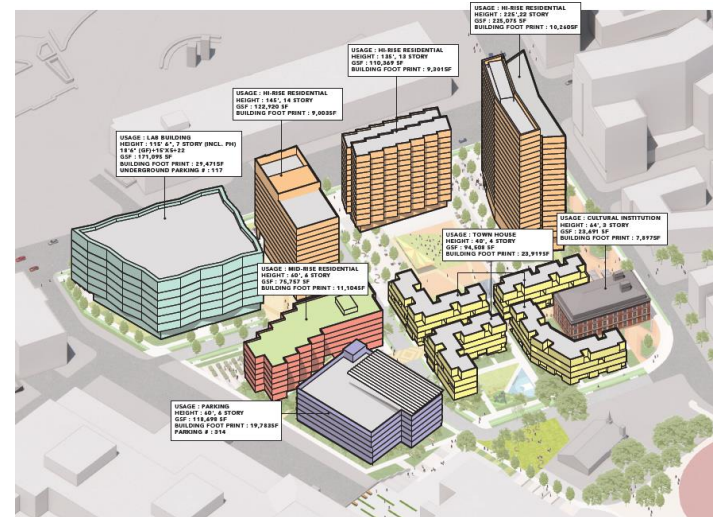 USAGE : HI-RISE RESIDENTIAL
HEIGHT : 225', 22 STORY
GSF : 225,075 SF
BUILDING FOOT PRINT : 10,260SF
USAGE : HI-RISE RESIDENTIAL
HEIGHT : 135', 13 STORY
GSF : 110,369 SF
BUILDING FOOT PRINT : 9,301SF
USAGE : HI-RISE RESIDENTIAL
HEIGHT : 145', 14 STORY
GSF : 122,920 SF
BUILDING FOOT PRINT : 9,003SF
USAGE : LAB BUILDING
HEIGHT : 115' 6", 7 STORY (INCL. PH)
18'6" (GF)+15'X5+22
GSF : 171,095 SF
BUILDING FOOT PRINT : 29,471SF
UNDERGROUND PARKING # : 117
USAGE : CULTURAL INSTITUTION
HEIGHT : 64', 3 STORY
GSF : 23,691 SF
BUILDING FOOT PRINT : 7,897SF
USAGE : TOWN HOUSE
HEIGHT : 40', 4 STORY
GSF : 94,508 SF
BUILDING FOOT PRINT : 23,919SF
USAGE : MID-RISE RESIDENTIAL
HEIGHT : 60', 6 STORY
GSF : 75,757 SF
BUILDING FOOT PRINT : 11,104SF
USAGE : PARKING
HEIGHT : 60', 6 STORY
GSF : 118,698 SF
BUILDING FOOT PRINT : 19,783SF
PARKING # : 314